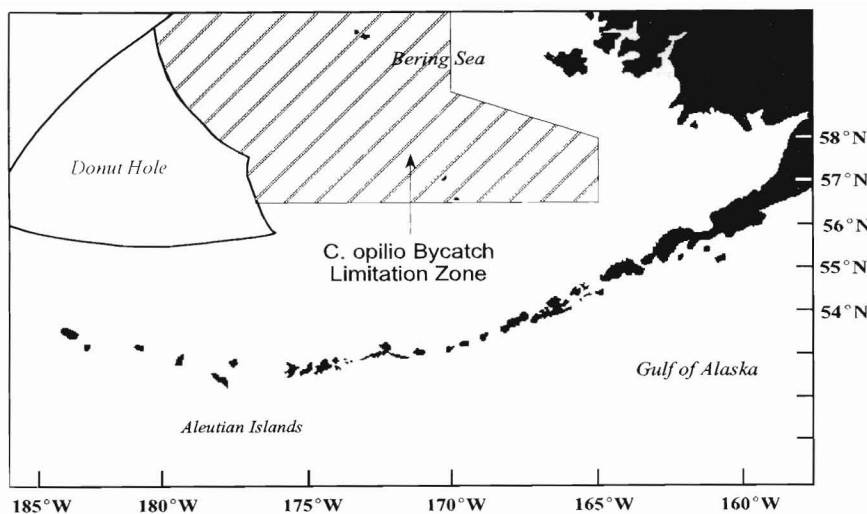 Bering Sea
58°N
Donut Hole
57°N
56°N
C. opilio Bycatch
Limitation Zone
55°N
54°N
Gulf of Alaska
Aleutian Islands
185°W
180°W
175°W
170°W
165°W
160°W